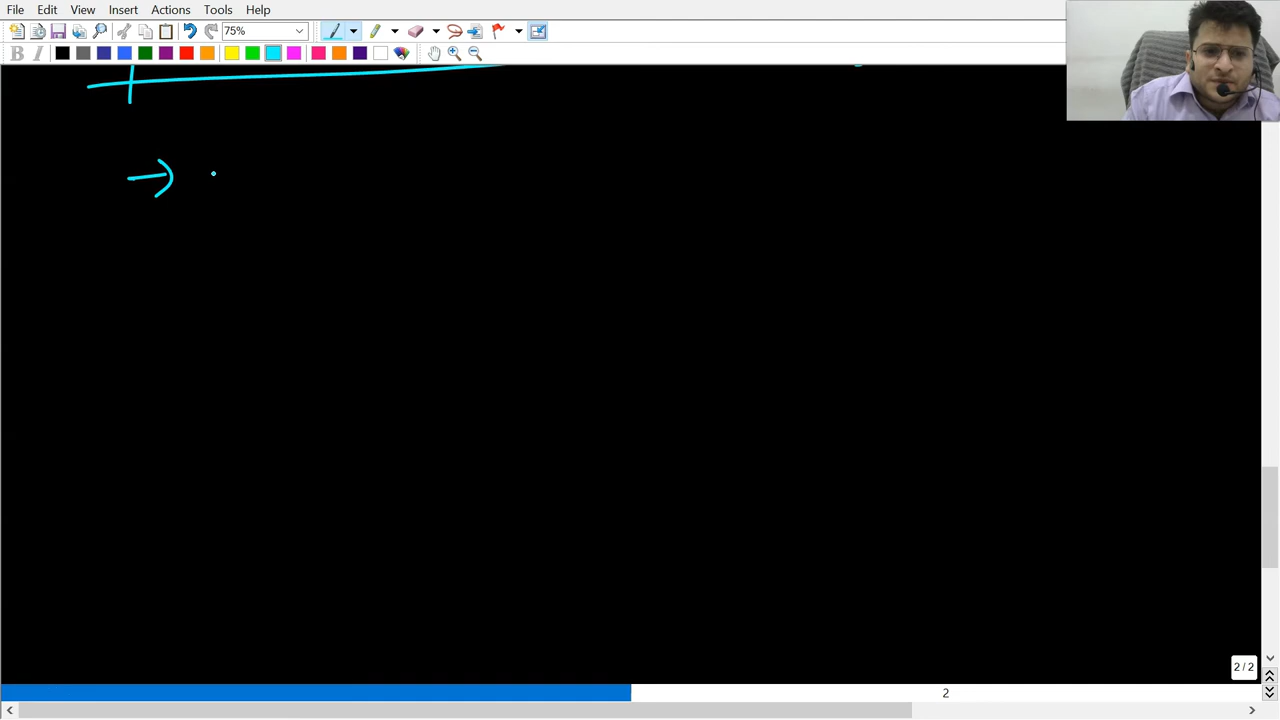 File Edit View Insert Actions Tools Help
75%
B I
→
2 / 2
2